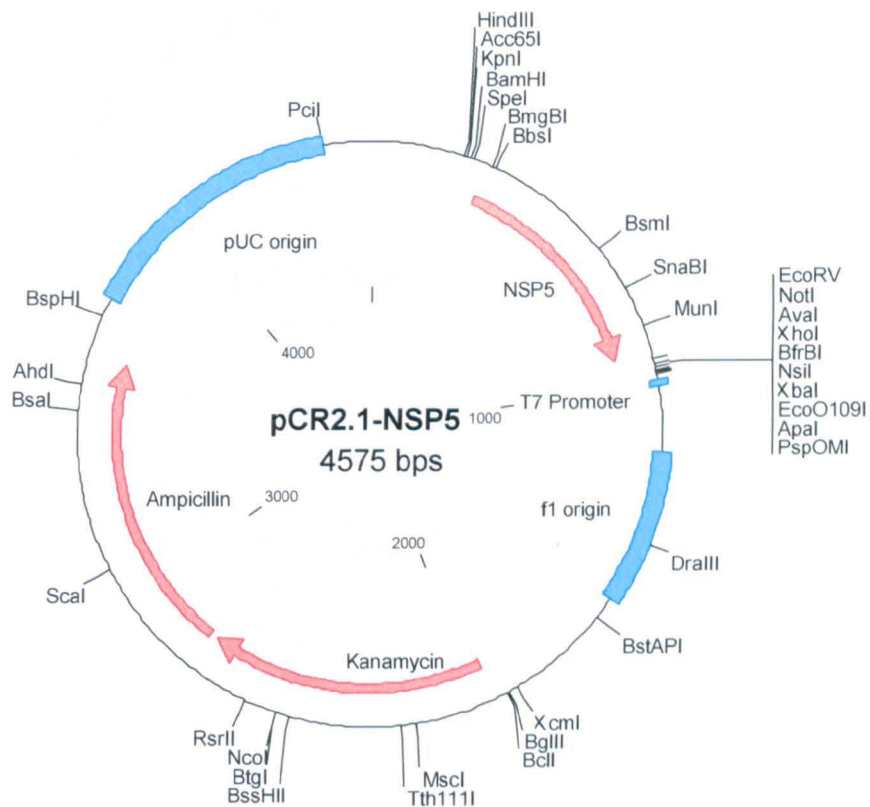 HindIII
Acc65I
KpnI
BamHI
SpeI
BmgBI
BbsI
PciI
pUC origin
BsmI
SnaBI
NSP5
MunI
EcoRV
NotI
AvaI
XhoI
BfrBI
NsiI
XbaI
EcoO109I
ApaI
PspOMI
BspHI
4000
AhdI
BsaI
T7 Promoter
1000
pCR2.1-NSP5
4575 bps
Ampicillin
3000
f1 origin
2000
DraIII
ScaI
BstAPI
Kanamycin
XcmI
BglII
BclI
RsrII
NcoI
BtgI
BssHII
MscI
Tth111I